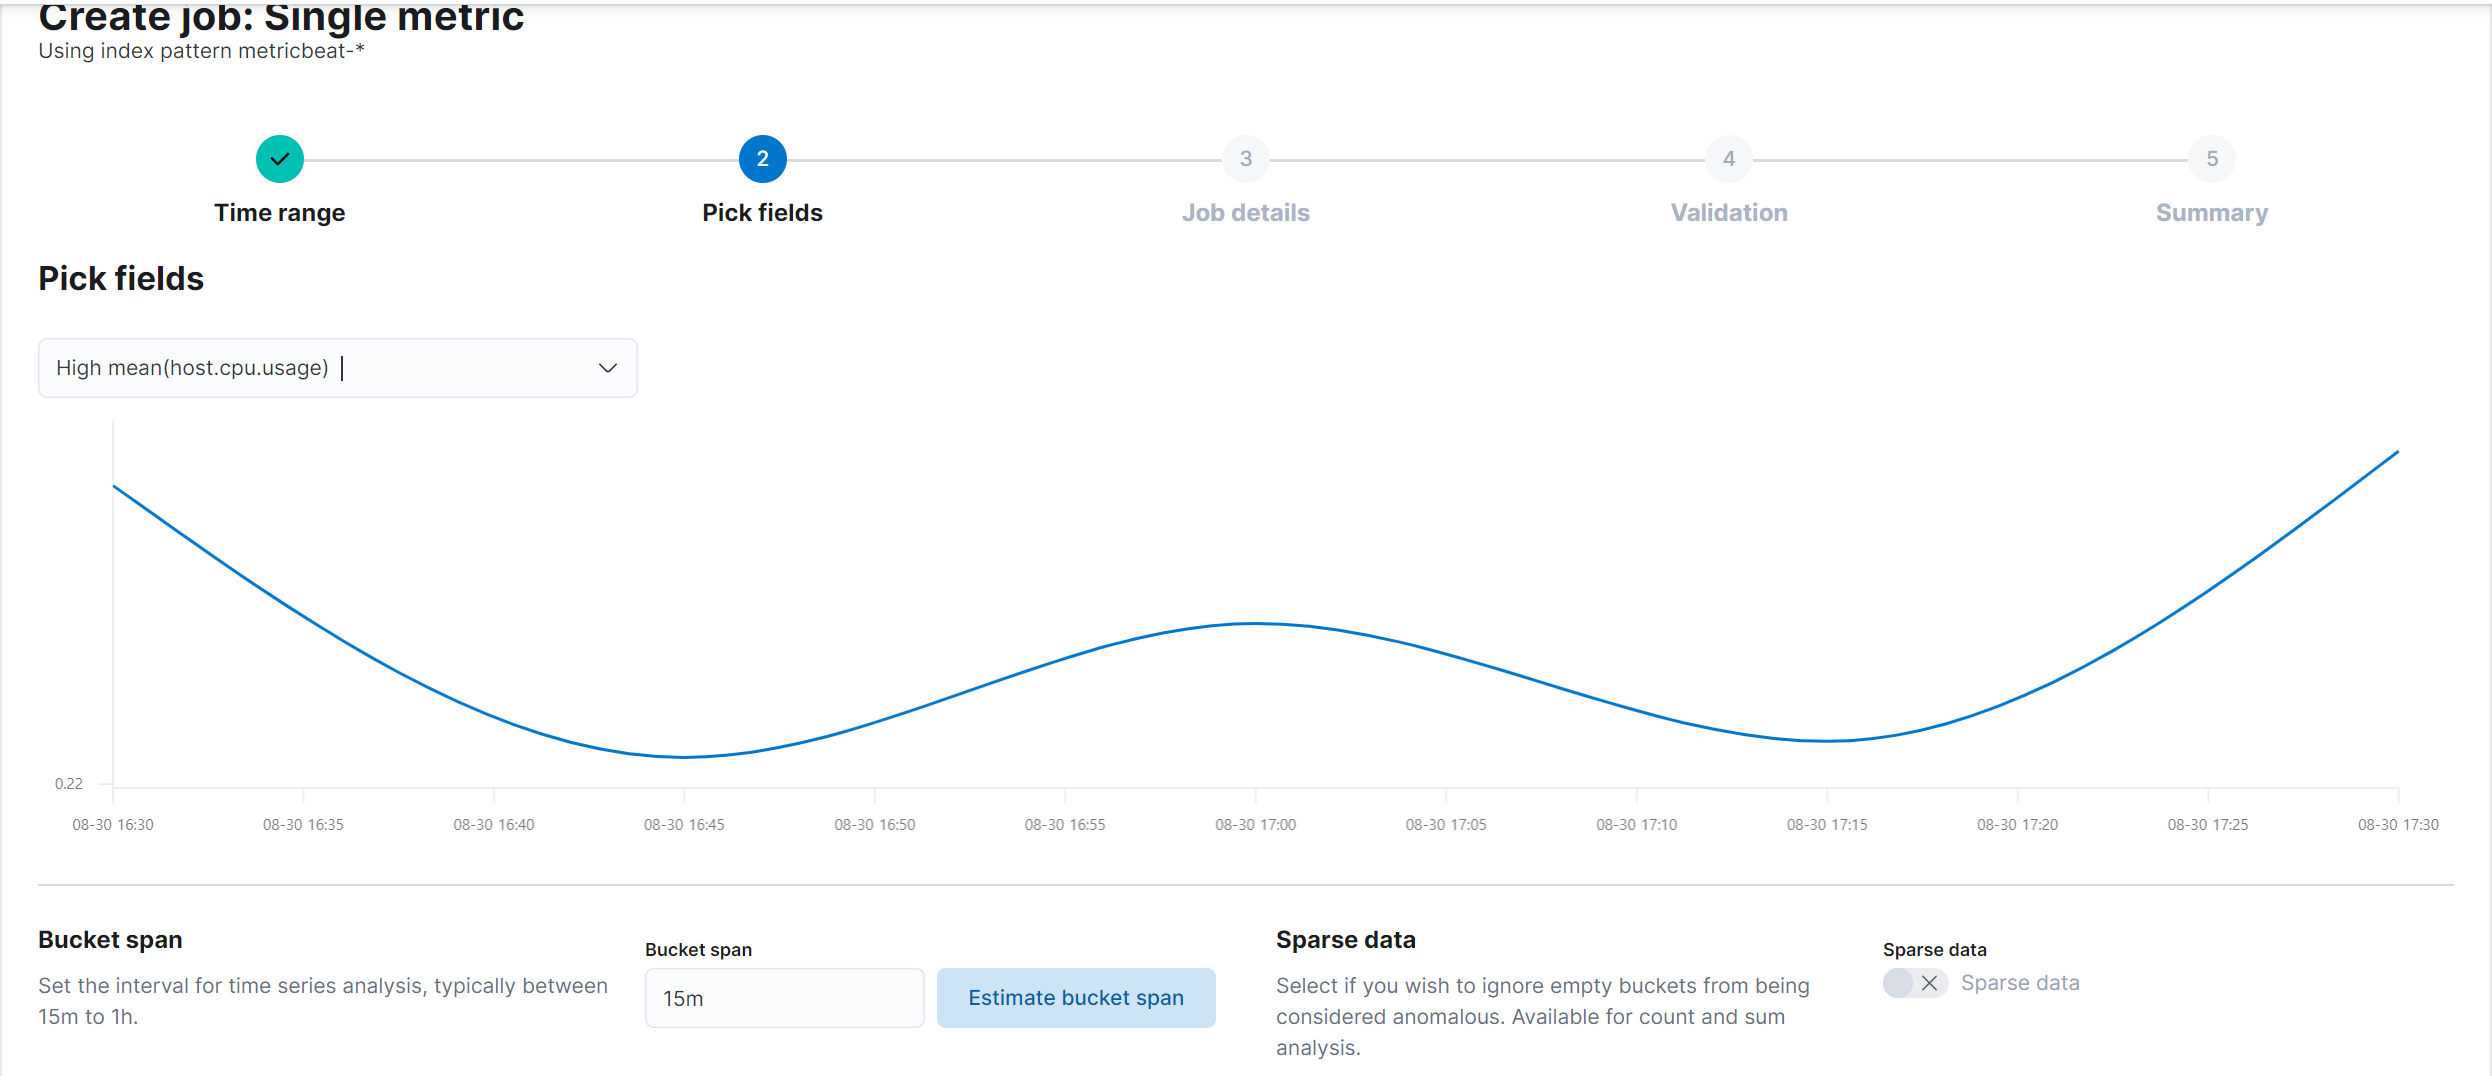 Create job: Single metric
Using index pattern metricbeat-*
2
3
4
5
Time range
Pick fields
Job details
Validation
Summary
Pick fields
High mean(host.cpu.usage)
0.22
08-30 16:30
08-30 16:35
08-30 16:40
08-30 16:45
08-30 16:50
08-30 16:55
08-30 17:00
08-30 17:05
08-30 17:10
08-30 17:15
08-30 17:20
08-30 17:25
08-30 17:30
Bucket span
Set the interval for time series analysis, typically between
15m to 1h.
Bucket span
15m
Estimate bucket span
Sparse data
Select if you wish to ignore empty buckets from being
considered anomalous. Available for count and sum
analysis.
Sparse data
Sparse data